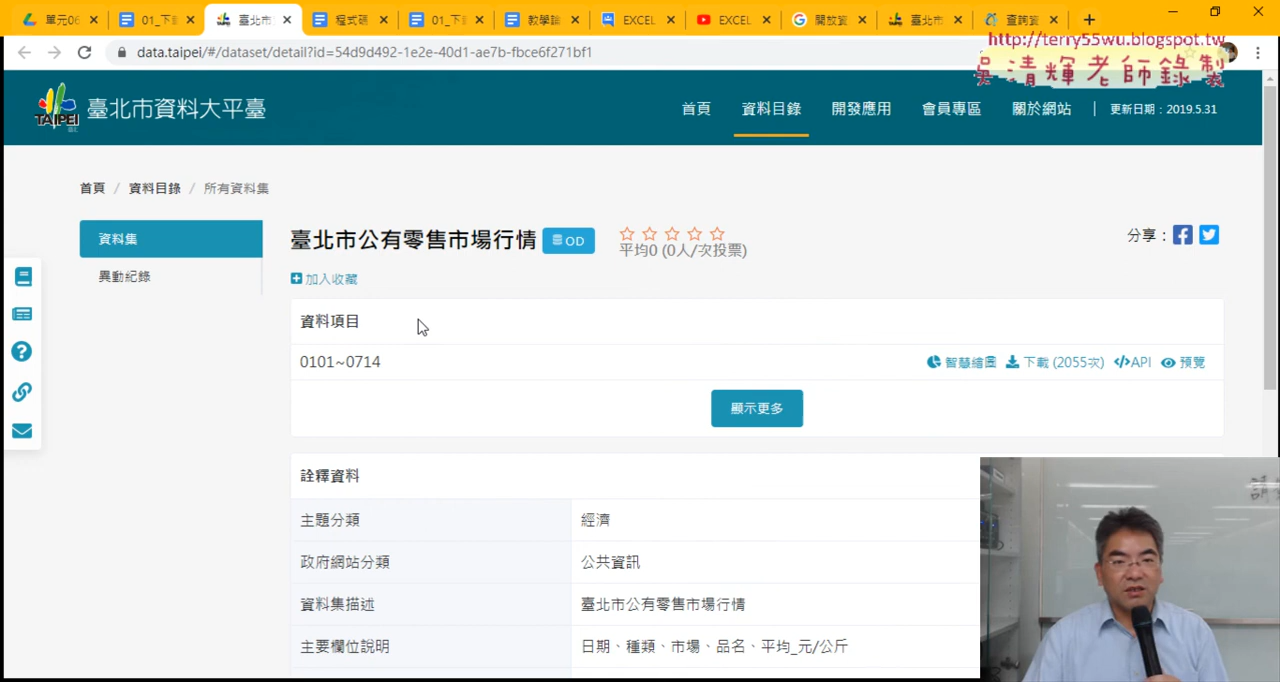 單元06
01_下載
臺北市
程式碼
01_下
教學論
EXCEL
EXCEL
開放資
臺北市
查詢資
data.taipei/#/dataset/detail?id=54d9d492-1e2e-40d1-ae7b-fbce6f271bf1
http://terry55wu.blogspot.tw
吳清輝老師錄製
TAIPEI 臺北市資料大平臺
首頁 資料目錄 開發應用 會員專區 關於網站 | 更新日期：2019.5.31
首頁 / 資料目錄 / 所有資料集
資料集
異動紀錄
臺北市公有零售市場行情 OD
平均0 (0人/次投票)
分享：
加入收藏
資料項目
0101~0714 智慧繪圖 下載 (2055次) API 預覽
顯示更多
詮釋資料
主題分類 經濟
政府網站分類 公共資訊
資料集描述 臺北市公有零售市場行情
主要欄位說明 日期、種類、市場、品名、平均_元/公斤